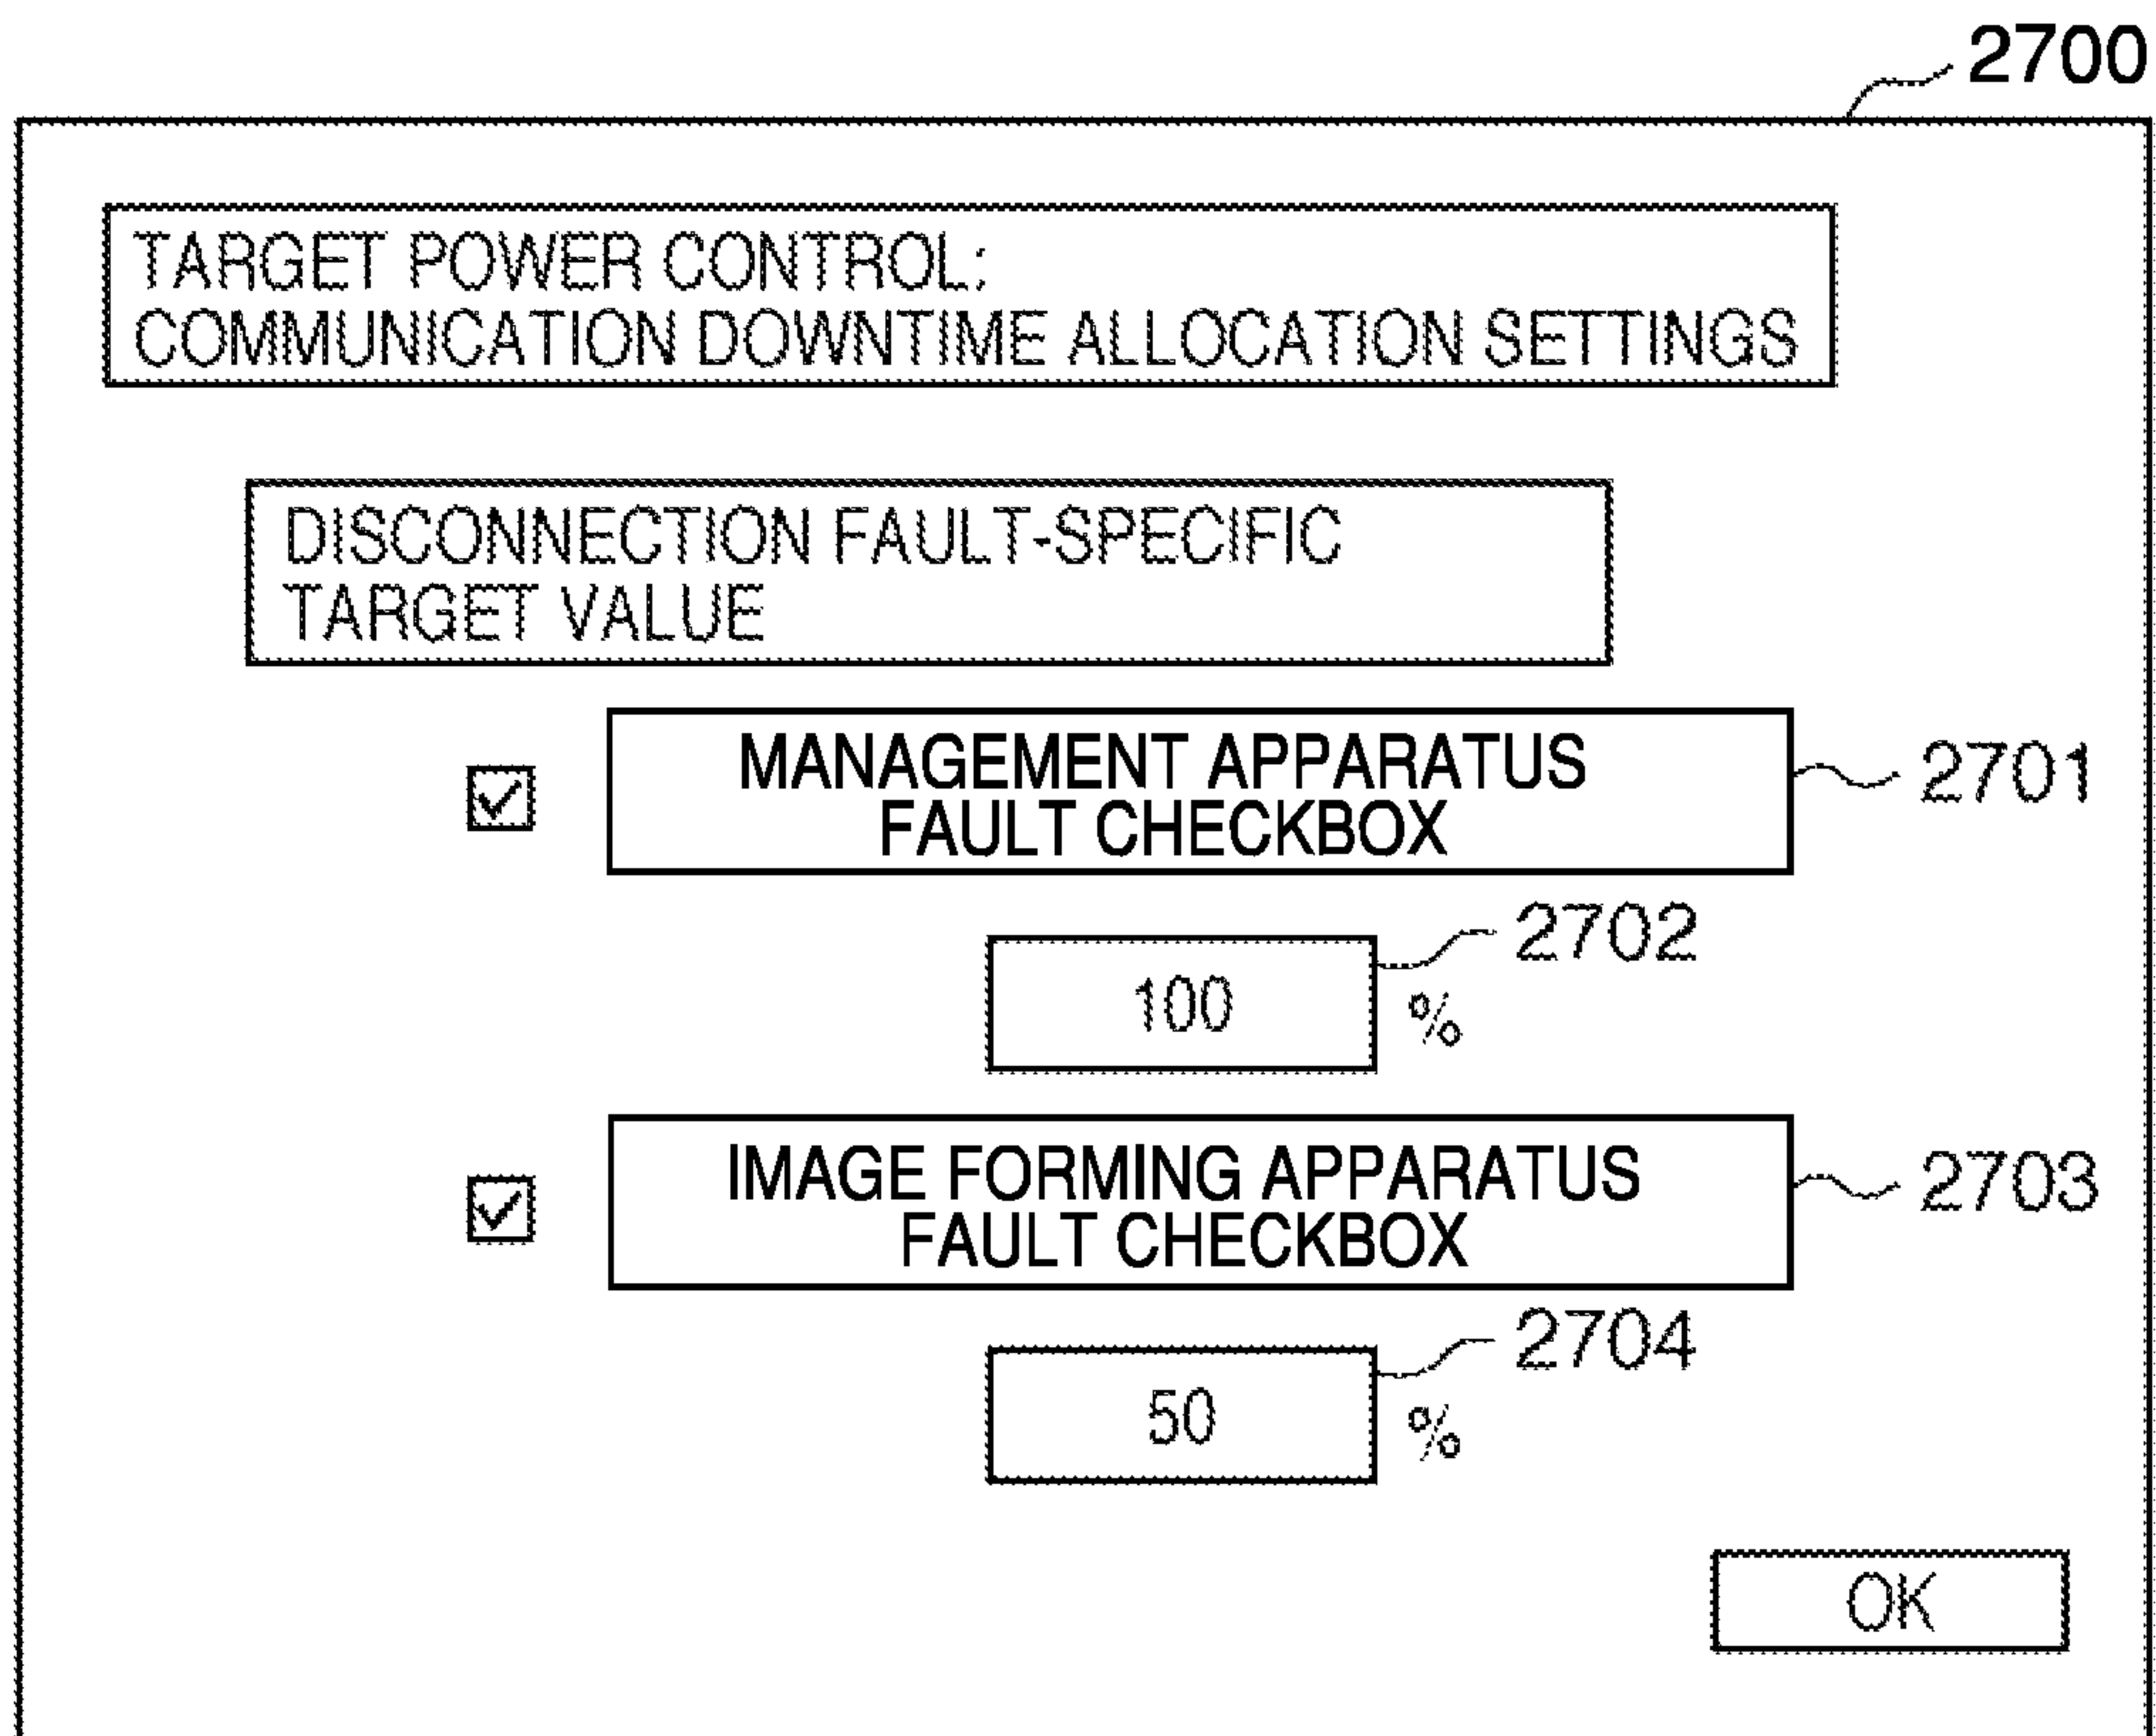 2700
TARGET POWER CONTROL:
COMMUNICATION DOWNTIME ALLOCATION SETTINGS
DISCONNECTION FAULT-SPECIFIC
TARGET VALUE
MANAGEMENT APPARATUS
FAULT CHECKBOX
2701
2702
100 %
IMAGE FORMING APPARATUS
FAULT CHECKBOX
2703
2704
50 %
OK